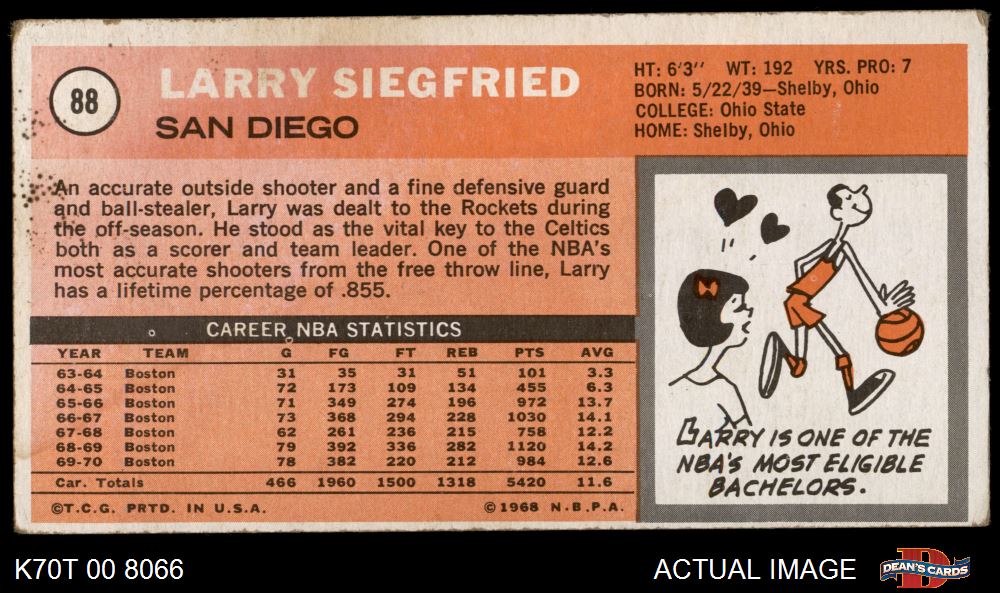 88
LARRY SIEGFRIED
SAN DIEGO
HT: 6'3" WT: 192 YRS. PRO: 7
BORN: 5/22/39—Shelby, Ohio
COLLEGE: Ohio State
HOME: Shelby, Ohio
An accurate outside shooter and a fine defensive guard
and ball-stealer, Larry was dealt to the Rockets during
the off-season. He stood as the vital key to the Celtics
both as a scorer and team leader. One of the NBA's
most accurate shooters from the free throw line, Larry
has a lifetime percentage of .855.
CAREER NBA STATISTICS
YEAR TEAM G FG FT REB PTS AVG
63-64 Boston 31 35 31 51 101 3.3
64-65 Boston 72 173 109 134 455 6.3
65-66 Boston 71 349 274 196 972 13.7
66-67 Boston 73 368 294 228 1030 14.1
67-68 Boston 62 261 236 215 758 12.2
68-69 Boston 79 392 336 282 1120 14.2
69-70 Boston 78 382 220 212 984 12.6
Car. Totals 466 1960 1500 1318 5420 11.6
©T.C.G. PRTD. IN U.S.A. ©1968 N.B.P.A.
LARRY IS ONE OF THE
NBA'S MOST ELIGIBLE
BACHELORS.
K70T 00 8066
ACTUAL IMAGE
D
DEAN'S CARDS